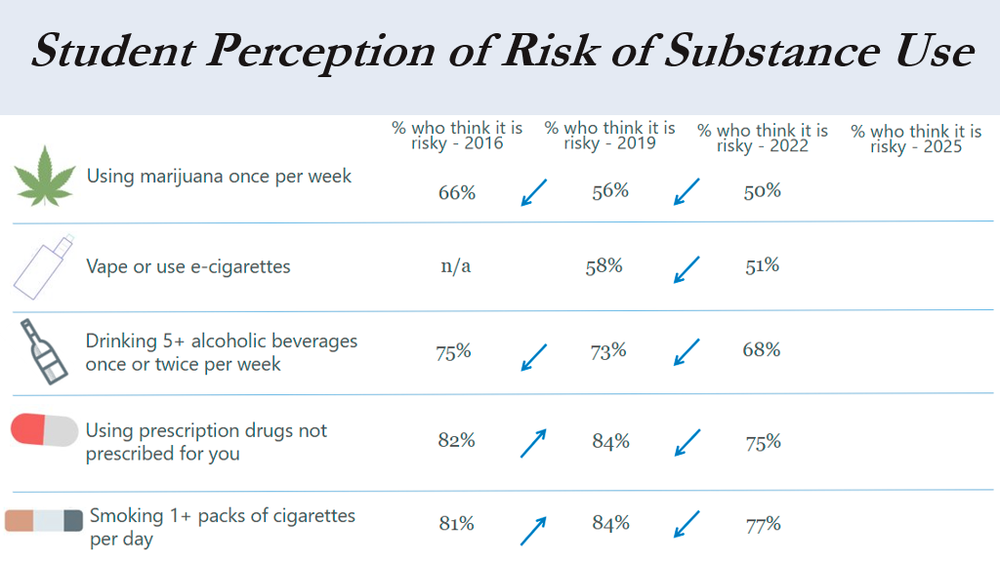 Student Perception of Risk of Substance Use
% who think it is
risky - 2016
% who think it is
risky - 2019
% who think it is
risky - 2022
% who think it is
risky - 2025
Using marijuana once per week
66%
56%
50%
Vape or use e-cigarettes
n/a
58%
51%
Drinking 5+ alcoholic beverages
once or twice per week
75%
73%
68%
Using prescription drugs not
prescribed for you
82%
84%
75%
Smoking 1+ packs of cigarettes
per day
81%
84%
77%